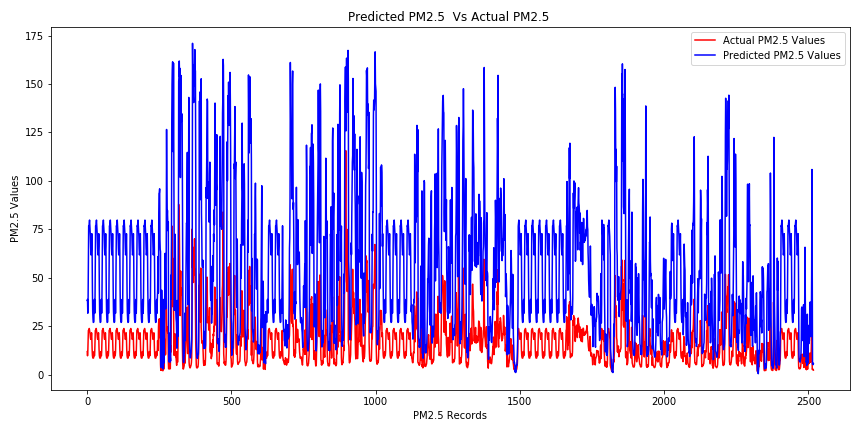 Predicted PM2.5  Vs Actual PM2.5
Actual PM2.5 Values
Predicted PM2.5 Values
PM2.5 Values
175
150
125
100
75
50
25
0
0 500 1000 1500 2000 2500
PM2.5 Records